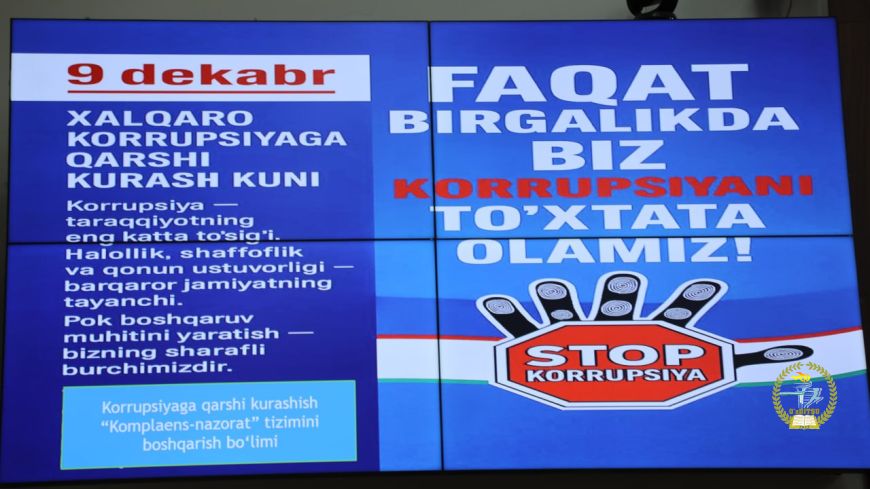 9 dekabr
XALQARO
KORRUPSIYAGA
QARSHI
KURASH KUNI
Korrupsiya —
taraqqiyotning
eng katta to'sig'i.
Halollik, shaffoflik
va qonun ustuvorligi —
barqaror jamiyatning
tayanchi.
Pok boshqaruv
muhitini yaratish —
bizning sharafli
burchimizdir.
Korrupsiyaga qarshi kurashish
“Komplaens-nazorat” tizimini
boshqarish bo‘limi
FAQAT
BIRGALIKDA
BIZ
KORRUPSIYANI
TO'XTATA
OLAMIZ!
STOP
KORRUPSIYA
O'ZDJTSU